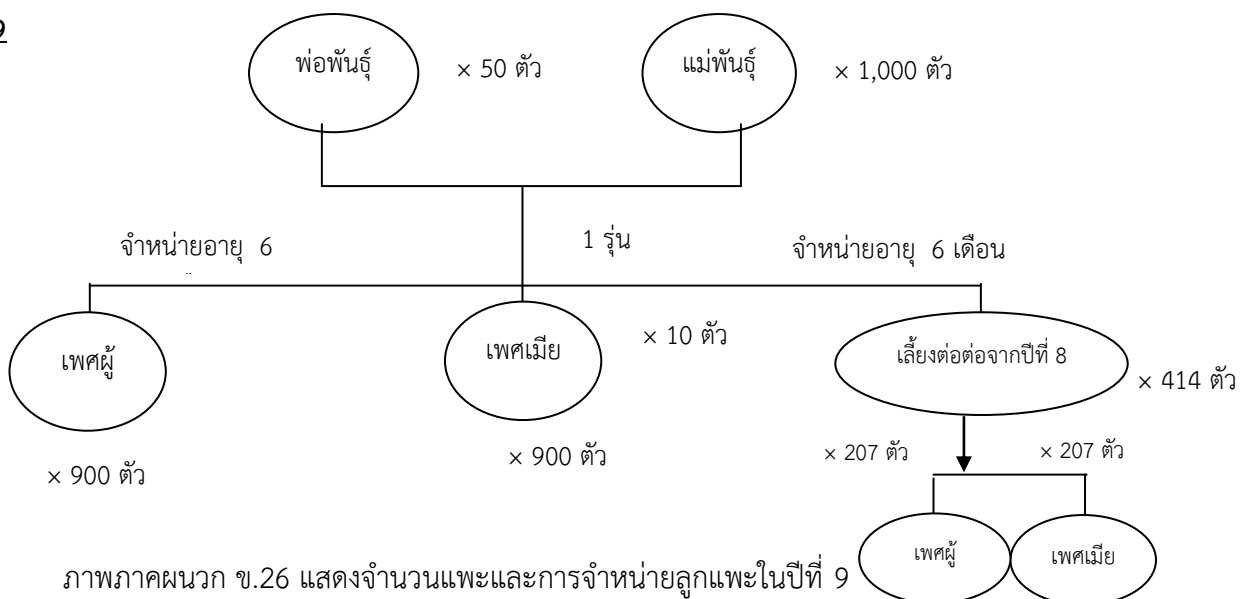 9
พ่อพันธุ์ × 50 ตัว แม่พันธุ์ × 1,000 ตัว
จำหน่ายอายุ 6 1 รุ่น จำหน่ายอายุ 6 เดือน
เพศผู้ เพศเมีย × 10 ตัว เลี้ยงต่อต่อจากปีที่ 8 × 414 ตัว
× 900 ตัว × 900 ตัว × 207 ตัว × 207 ตัว
เพศผู้ เพศเมีย
ภาพภาคผนวก ข.26 แสดงจำนวนแพะและการจำหน่ายลูกแพะในปีที่ 9